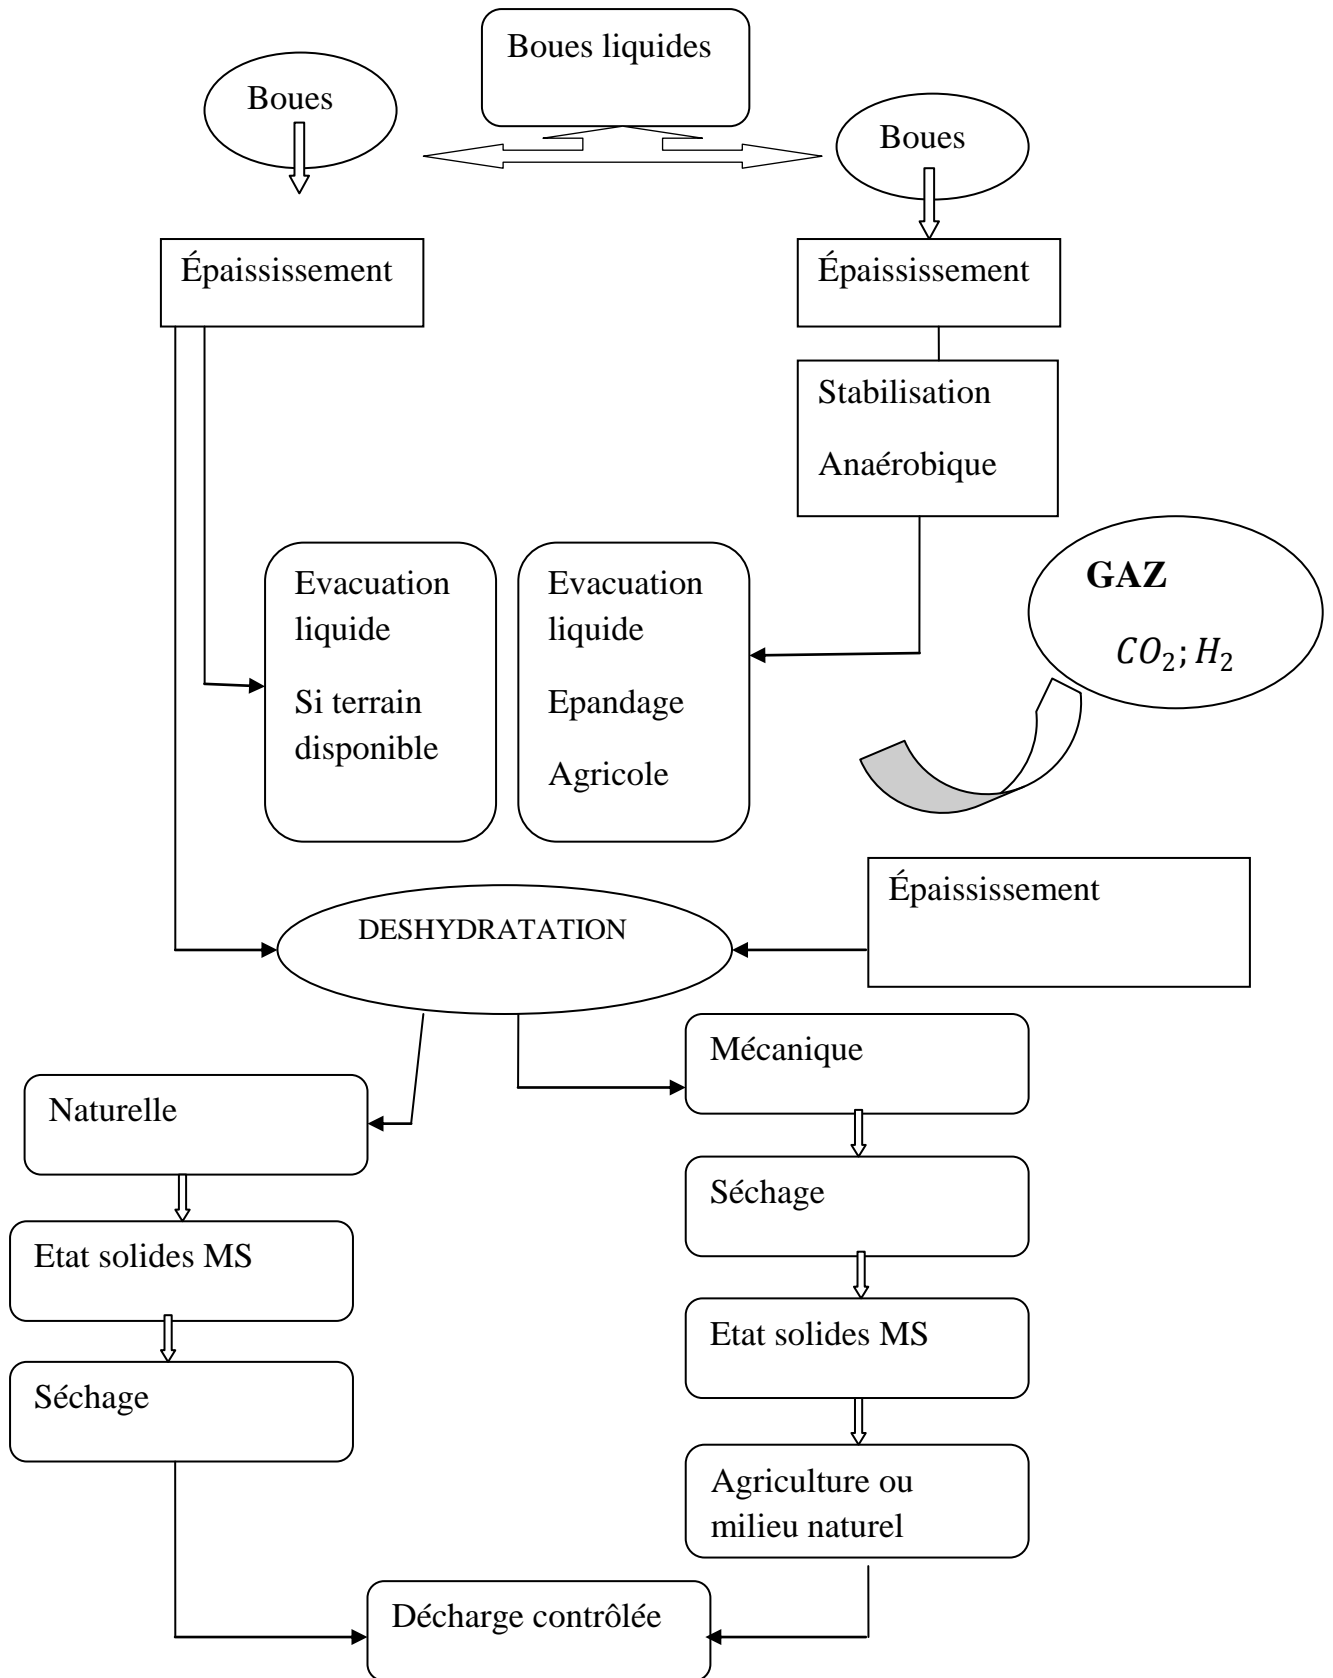 Boues liquides
Boues
Boues
Épaississement
Épaississement
Stabilisation
Anaérobique
Evacuation
liquide
Si terrain
disponible
Evacuation
liquide
Epandage
Agricole
GAZ
CO₂; H₂
Épaississement
DESHYDRATATION
Mécanique
Naturelle
Séchage
Etat solides MS
Etat solides MS
Séchage
Agriculture ou
milieu naturel
Décharge contrôlée